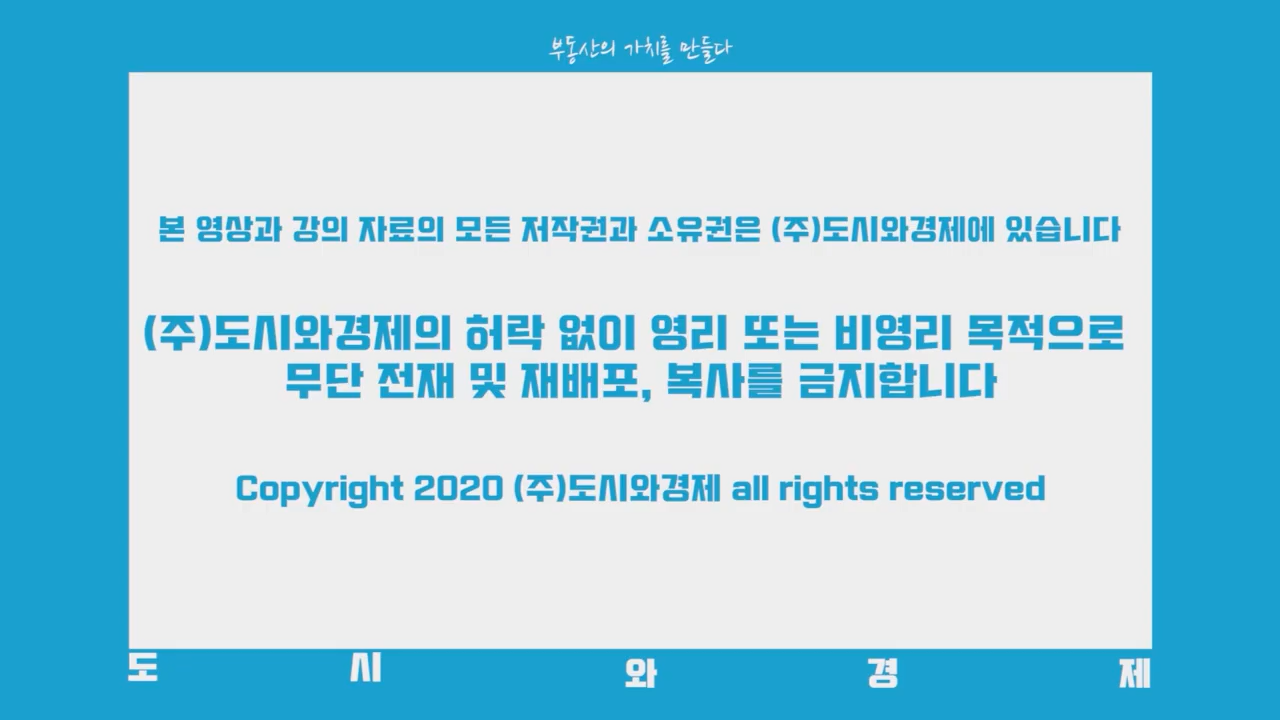 부동산의 가치를 만들다
본 영상과 강의 자료의 모든 저작권과 소유권은 (주)도시와경제에 있습니다
(주)도시와경제의 허락 없이 영리 또는 비영리 목적으로
무단 전재 및 재배포, 복사를 금지합니다
Copyright 2020 (주)도시와경제 all rights reserved
도 시 와 경 제